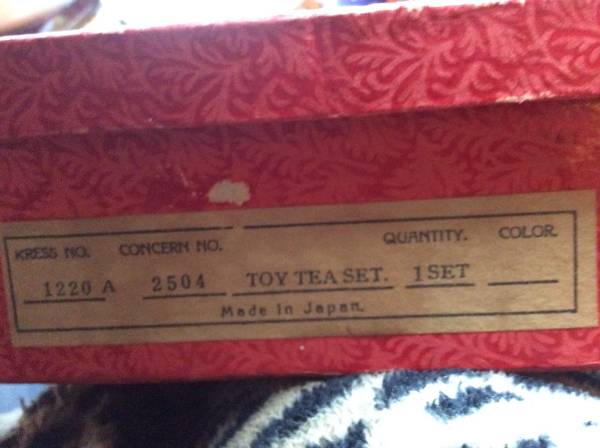 KRESS NO. CONCERN NO. QUANTITY. COLOR.
1220 A 2504 TOY TEA SET. 1 SET
Made in Japan.